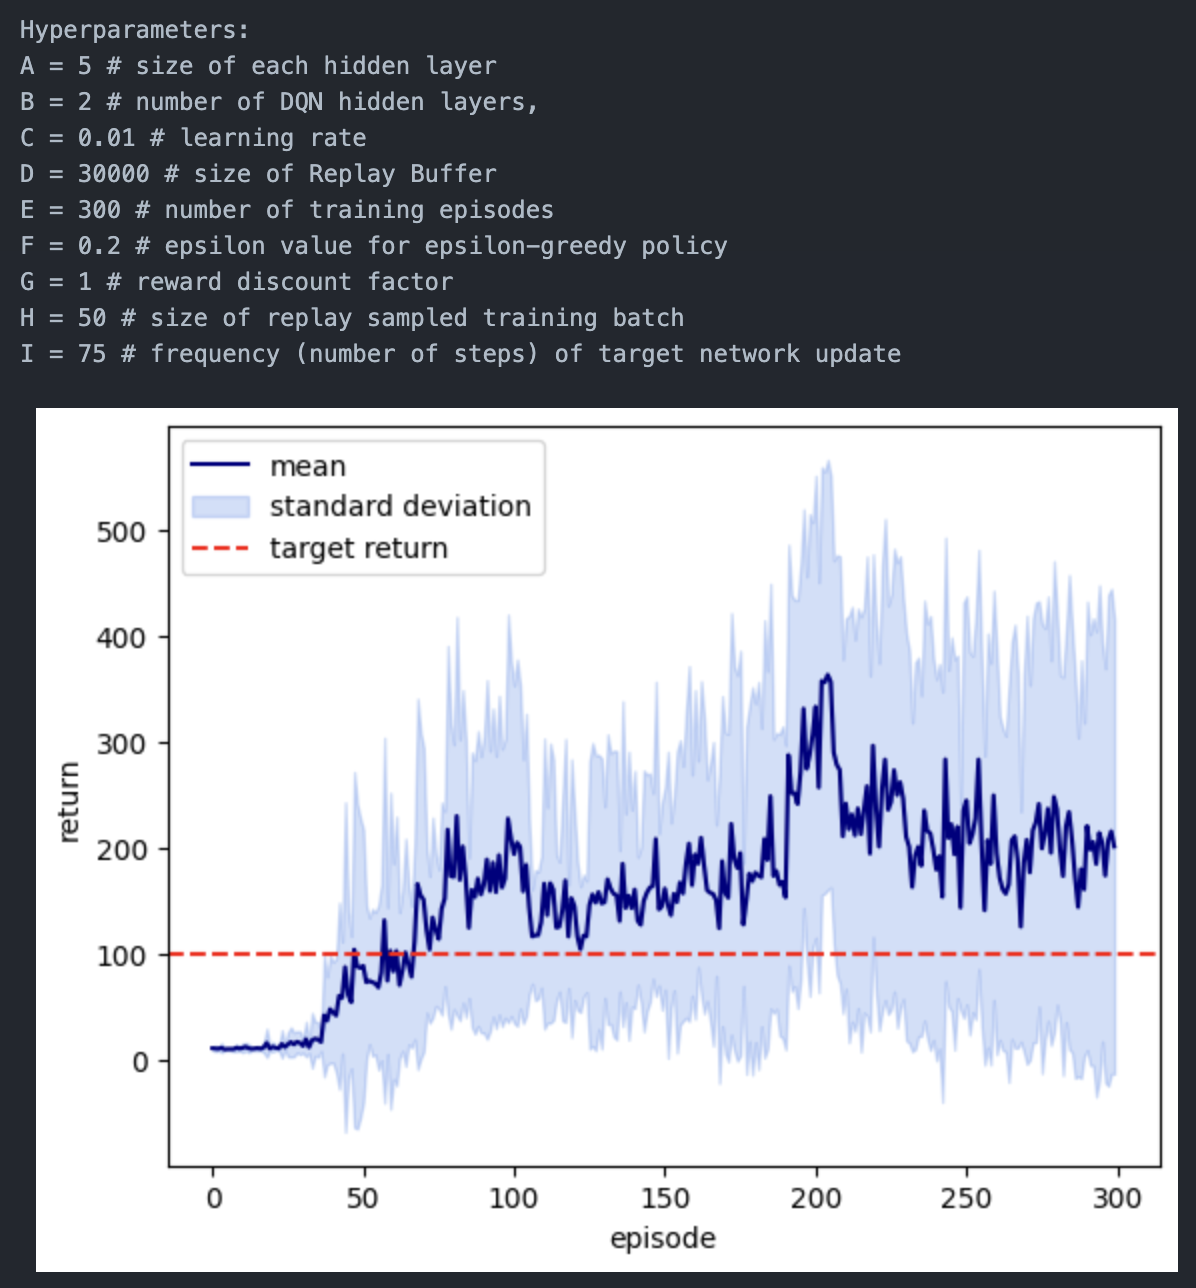 Hyperparameters:
A = 5 # size of each hidden layer
B = 2 # number of DQN hidden layers,
C = 0.01 # learning rate
D = 30000 # size of Replay Buffer
E = 300 # number of training episodes
F = 0.2 # epsilon value for epsilon-greedy policy
G = 1 # reward discount factor
H = 50 # size of replay sampled training batch
I = 75 # frequency (number of steps) of target network update
mean
standard deviation
target return
500
400
300
200
100
0
return
0 50 100 150 200 250 300
episode